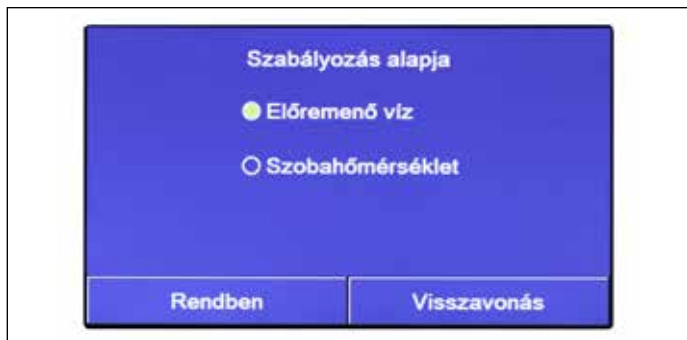 Szabályozás alapja
Előremenő víz
Szobahőmérséklet
Rendben
Visszavonás